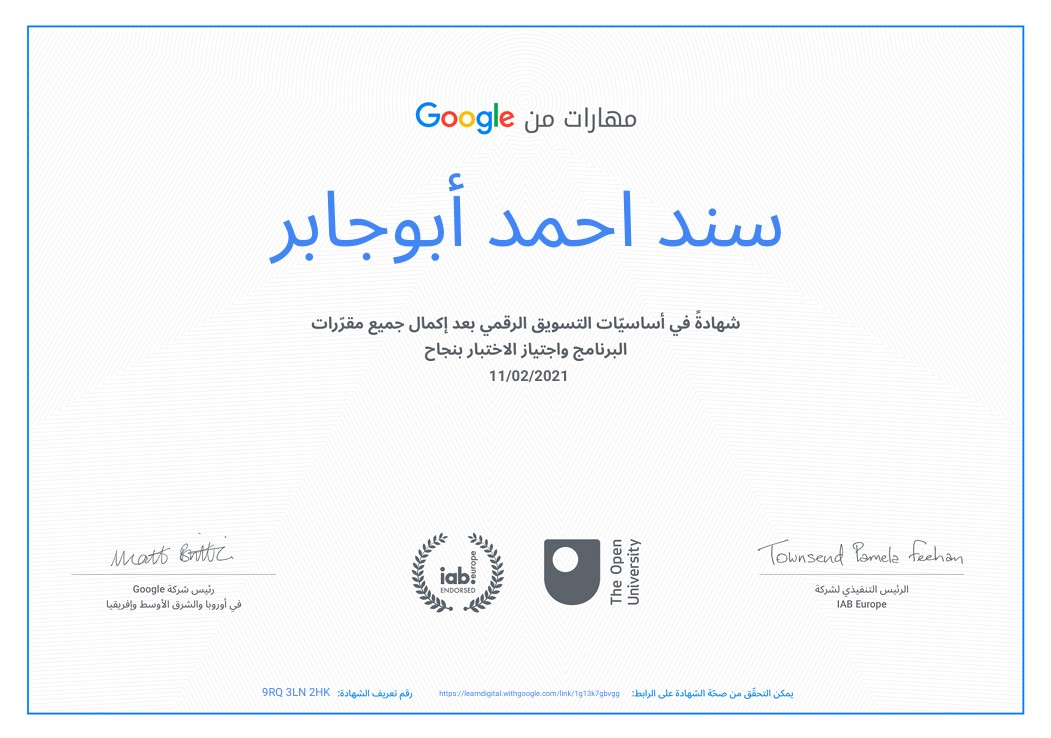 مهارات من Google
سند احمد أبوجابر
شهادةً في أساسيّات التسويق الرقمي بعد إكمال جميع مقرّرات
البرنامج واجتياز الاختبار بنجاح
11/02/2021
Townsend Pamela Feehan
الرئيس التنفيذي لشركة
IAB Europe
The Open
University
iab europe
ENDORSED
Matt Brittin
رئيس شركة Google
في أوروبا والشرق الأوسط وإفريقيا
يمكن التحقّق من صحّة الشهادة على الرابط: https://learndigital.withgoogle.com/link/1g13k7gbvgg رقم تعريف الشهادة: 9RQ 3LN 2HK